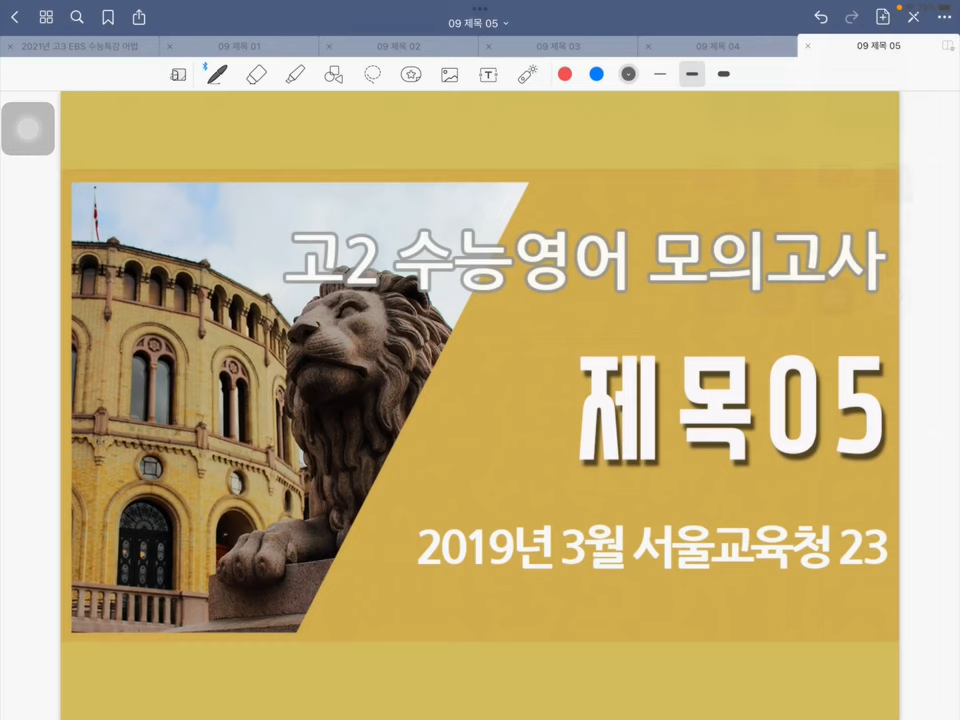 09 제목 05
2021년 고3 EBS 수능특강 어법
09 제목 01
09 제목 02
09 제목 03
09 제목 04
09 제목 05
고2 수능영어 모의고사
제목05
2019년 3월 서울교육청 23